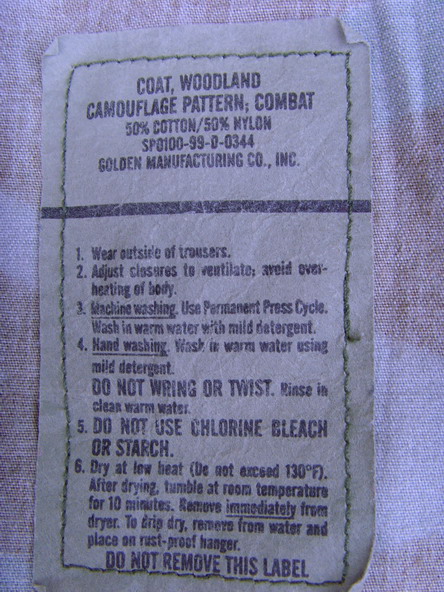 COAT, WOODLAND
CAMOUFLAGE PATTERN; COMBAT
50% COTTON/50% NYLON
SPO100-99-D-0344
GOLDEN MANUFACTURING CO., INC.
1. Wear outside of trousers.
2. Adjust closures to ventilate; avoid over-
heating of body.
3. Machine washing. Use Permanent Press Cycle.
Wash in warm water with mild detergent.
4. Hand washing. Wash in warm water using
mild detergent.
DO NOT WRING OR TWIST. Rinse in
clean warm water.
5. DO NOT USE CHLORINE BLEACH
OR STARCH.
6. Dry at low heat (Do not exceed 130°F).
After drying, tumble at room temperature
for 10 minutes. Remove immediately from
dryer. To drip dry, remove from water and
place on rust-proof hanger.
DO NOT REMOVE THIS LABEL